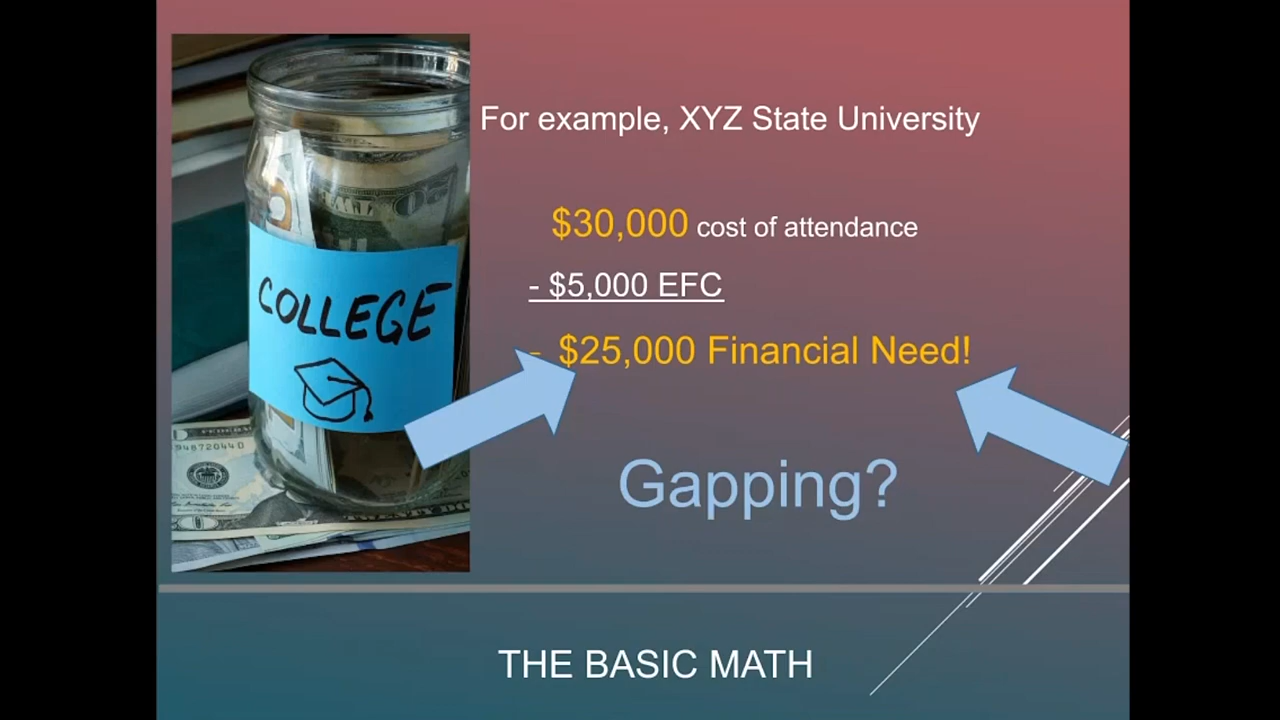 For example, XYZ State University
$30,000 cost of attendance
- $5,000 EFC
- $25,000 Financial Need!
Gapping?
THE BASIC MATH
COLLEGE
94872044D